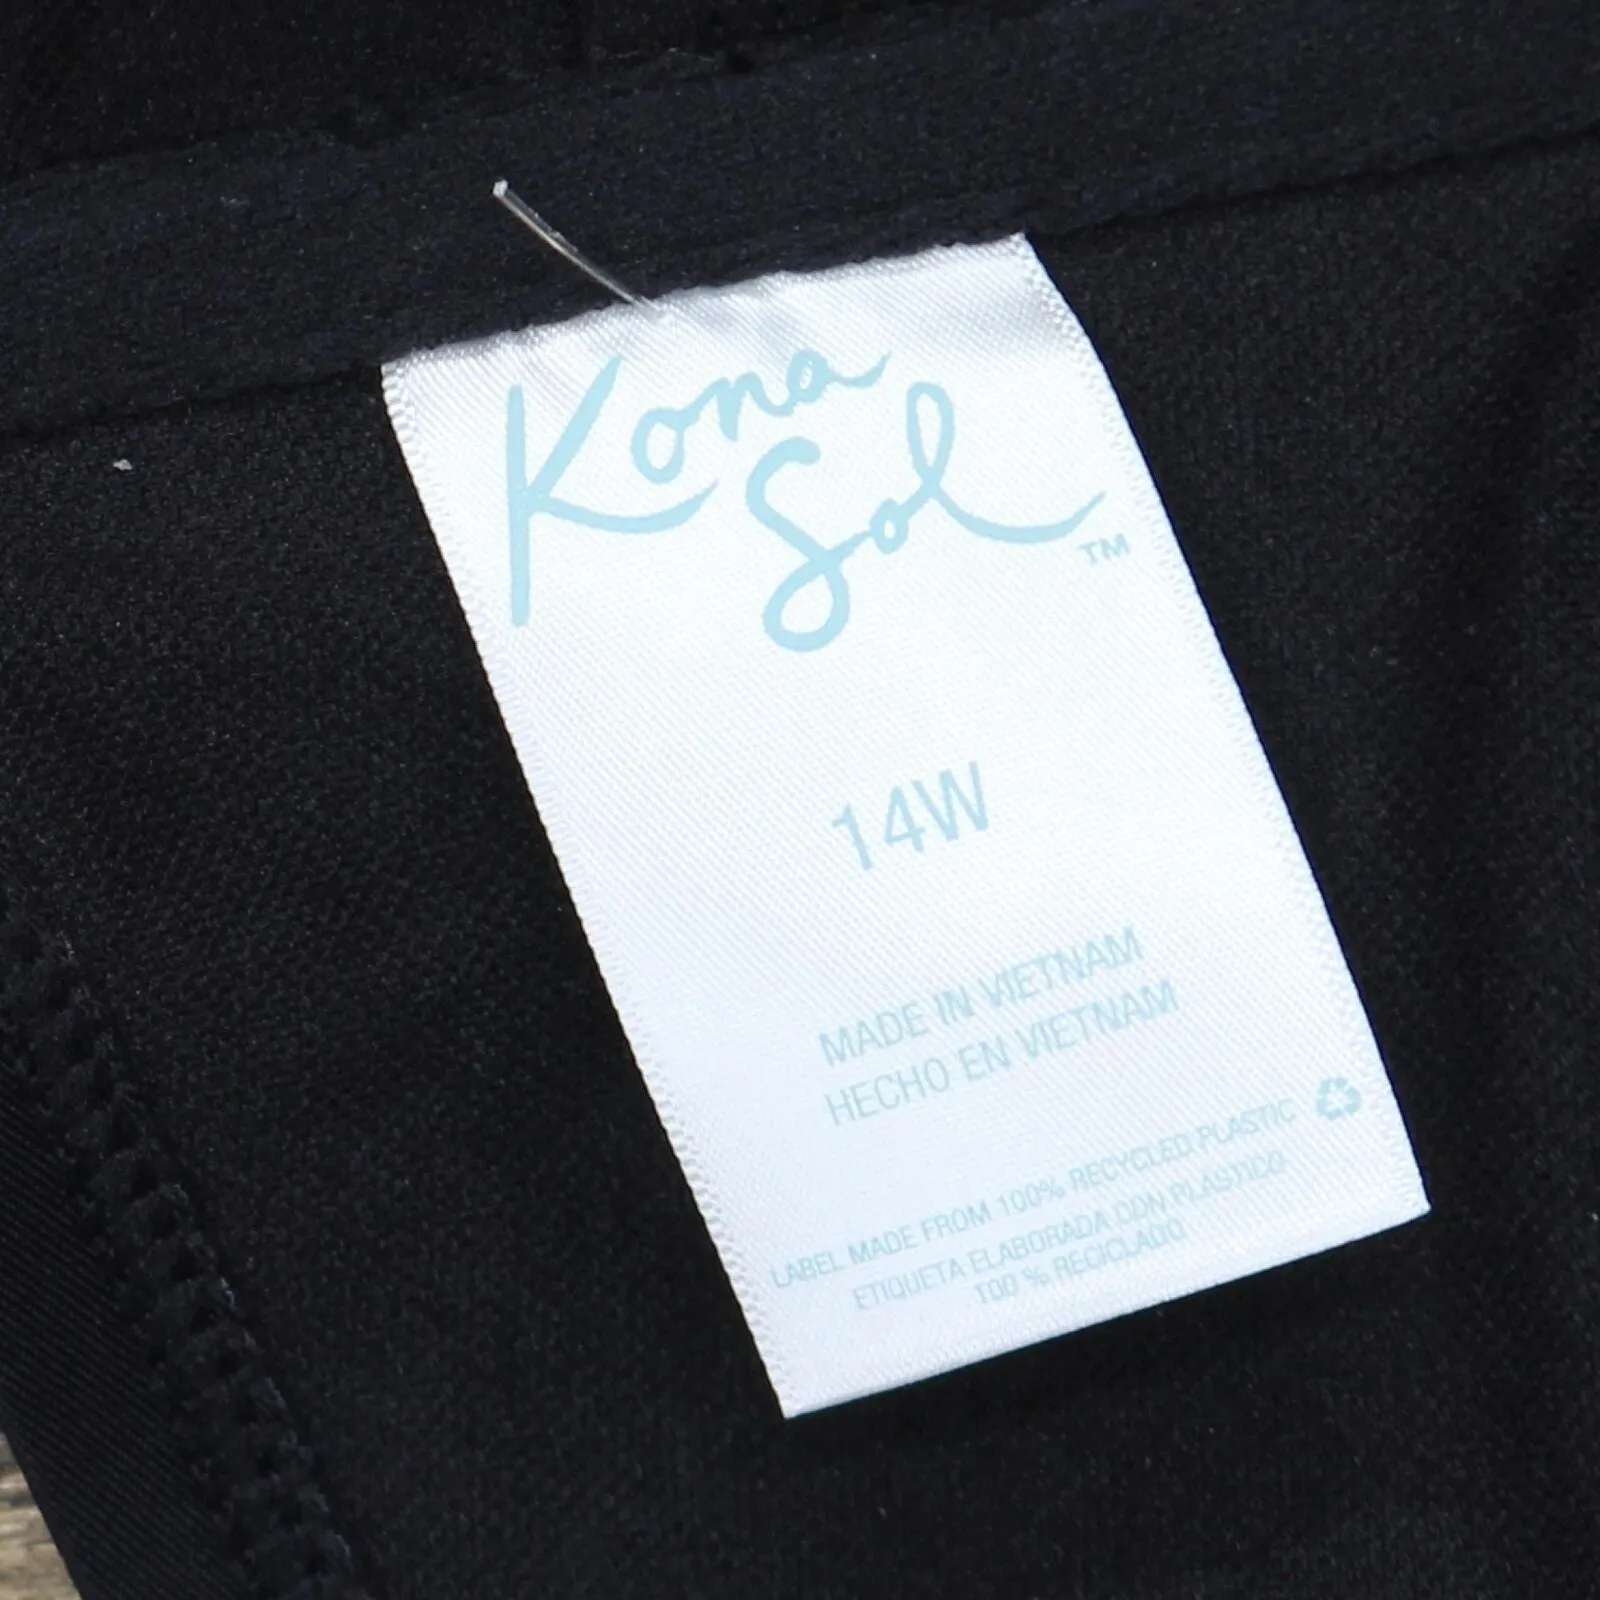 Kona
Sol
TM
14W
MADE IN VIETNAM
HECHO EN VIETNAM
LABEL MADE FROM 100% RECYCLED PLASTIC
ETIQUETA ELABORADA CON PLÁSTICO
100 % RECICLADO